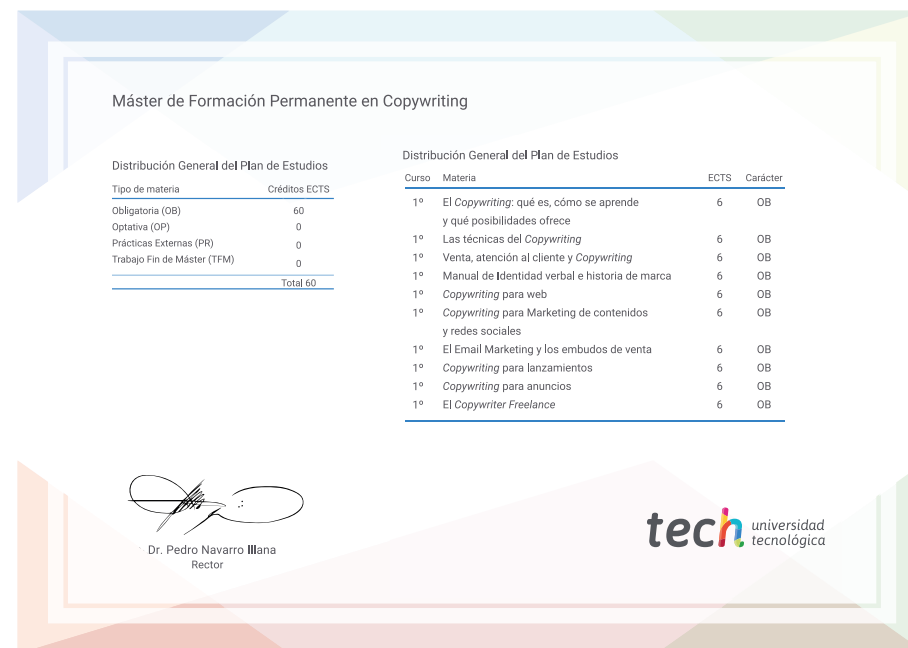 Máster de Formación Permanente en Copywriting
Distribución General del Plan de Estudios
Tipo de materia Créditos ECTS
Obligatoria (OB) 60
Optativa (OP) 0
Prácticas Externas (PR) 0
Trabajo Fin de Máster (TFM) 0
Total 60
Distribución General del Plan de Estudios
Curso Materia ECTS Carácter
1º El Copywriting: qué es, cómo se aprende 6 OB
y qué posibilidades ofrece
1º Las técnicas del Copywriting 6 OB
1º Venta, atención al cliente y Copywriting 6 OB
1º Manual de Identidad verbal e historia de marca 6 OB
1º Copywriting para web 6 OB
1º Copywriting para Marketing de contenidos 6 OB
y redes sociales
1º El Email Marketing y los embudos de venta 6 OB
1º Copywriting para lanzamientos 6 OB
1º Copywriting para anuncios 6 OB
1º El Copywriter Freelance 6 OB
Dr. Pedro Navarro Illana
Rector
tech universidad
tecnológica